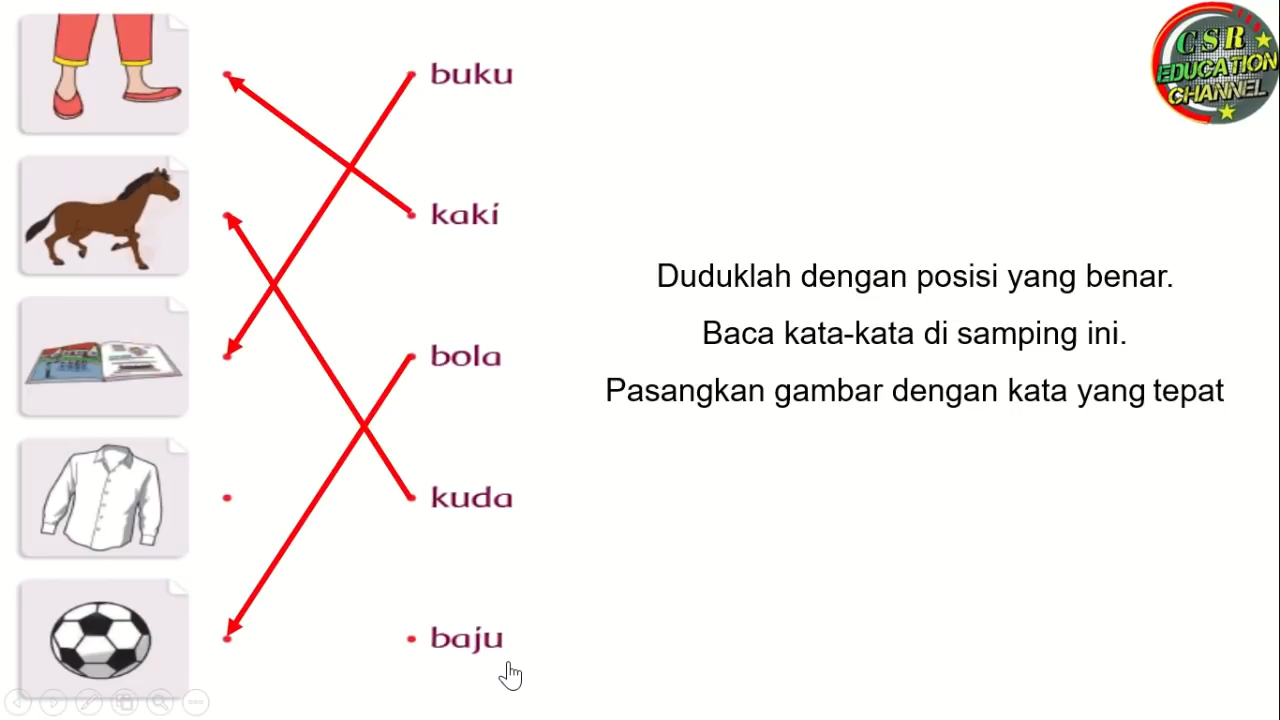 buku
kaki
bola
kuda
baju
Duduklah dengan posisi yang benar.
Baca kata-kata di samping ini.
Pasangkan gambar dengan kata yang tepat
CSR
EDUCATION
CHANNEL